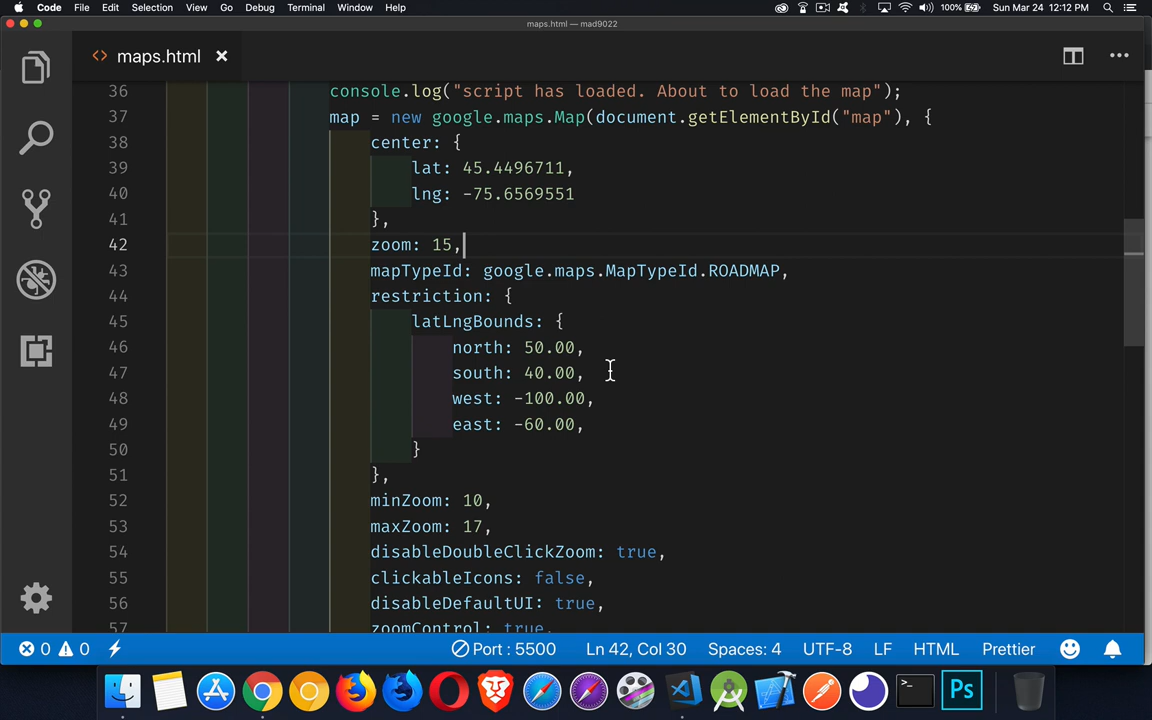 Code File Edit Selection View Go Debug Terminal Window Help 100% Sun Mar 24 12:12 PM
maps.html — mad9022
<> maps.html
36 console.log("script has loaded. About to load the map");
37 map = new google.maps.Map(document.getElementById("map"), {
38 center: {
39 lat: 45.4496711,
40 lng: -75.6569551
41 },
42 zoom: 15,
43 mapTypeId: google.maps.MapTypeId.ROADMAP,
44 restriction: {
45 latLngBounds: {
46 north: 50.00,
47 south: 40.00,
48 west: -100.00,
49 east: -60.00,
50 }
51 },
52 minZoom: 10,
53 maxZoom: 17,
54 disableDoubleClickZoom: true,
55 clickableIcons: false,
56 disableDefaultUI: true,
57 zoomControl: true,
0 0 Port : 5500 Ln 42, Col 30 Spaces: 4 UTF-8 LF HTML Prettier
>_ Ps